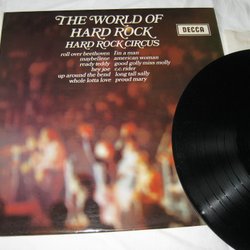 THE WORLD OF
HARD ROCK
HARD ROCK CIRCUS
DECCA
roll over beethoven I'm a man
maybellene american woman
ready teddy good golly miss molly
hey joe c.c. rider
up around the bend long tall sally
whole lotta love proud mary